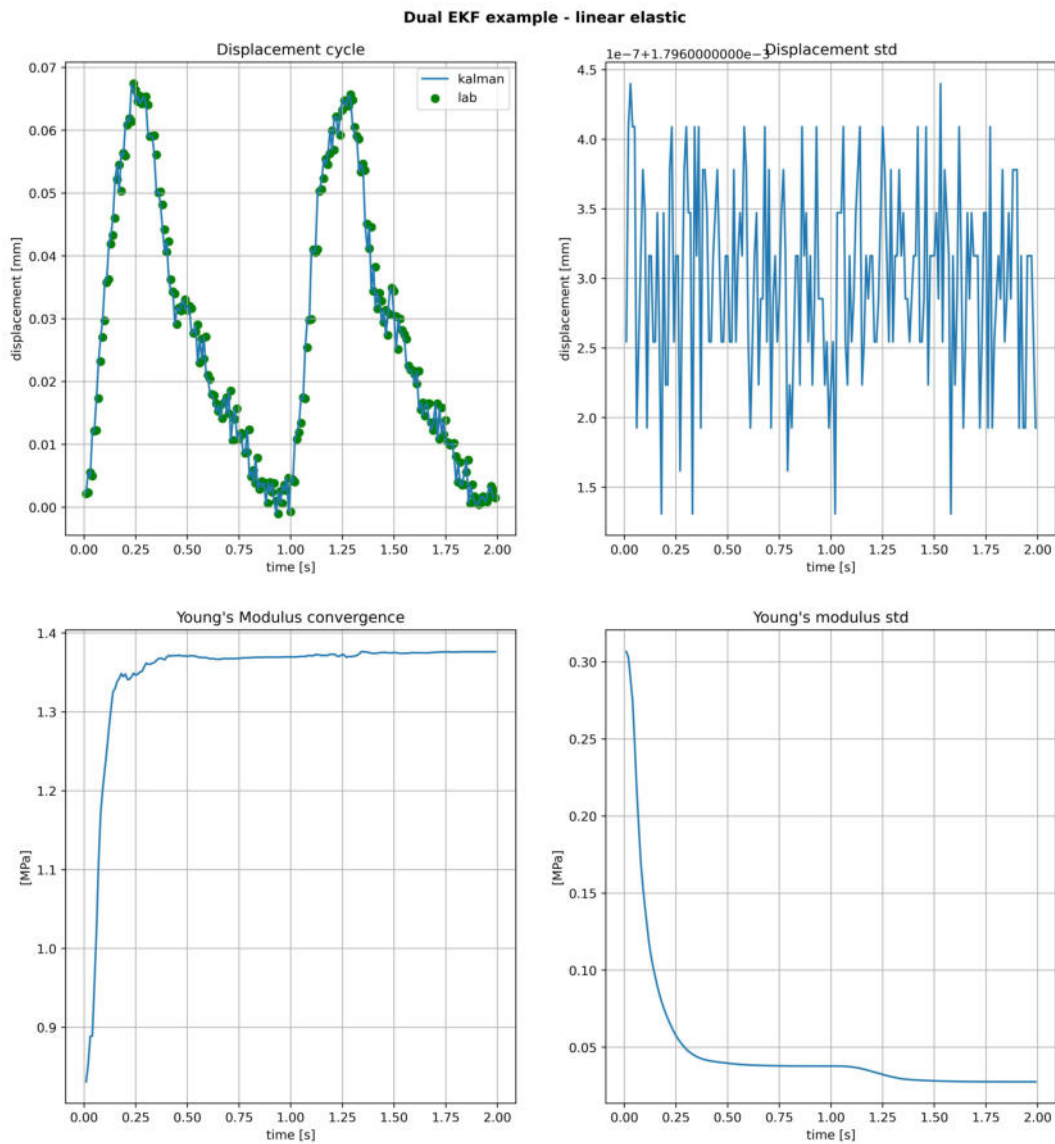 Dual EKF example - linear elastic
Displacement cycle
kalman
lab
0.07
0.06
0.05
0.04
0.03
0.02
0.01
0.00
displacement [mm]
0.00 0.25 0.50 0.75 1.00 1.25 1.50 1.75 2.00
time [s]
1e-7+1.7960000000e-3
Displacement std
4.5
4.0
3.5
3.0
2.5
2.0
1.5
displacement [mm]
0.00 0.25 0.50 0.75 1.00 1.25 1.50 1.75 2.00
time [s]
Young's Modulus convergence
1.4
1.3
1.2
1.1
1.0
0.9
[MPa]
0.00 0.25 0.50 0.75 1.00 1.25 1.50 1.75 2.00
time [s]
Young's modulus std
0.30
0.25
0.20
0.15
0.10
0.05
[MPa]
0.00 0.25 0.50 0.75 1.00 1.25 1.50 1.75 2.00
time [s]